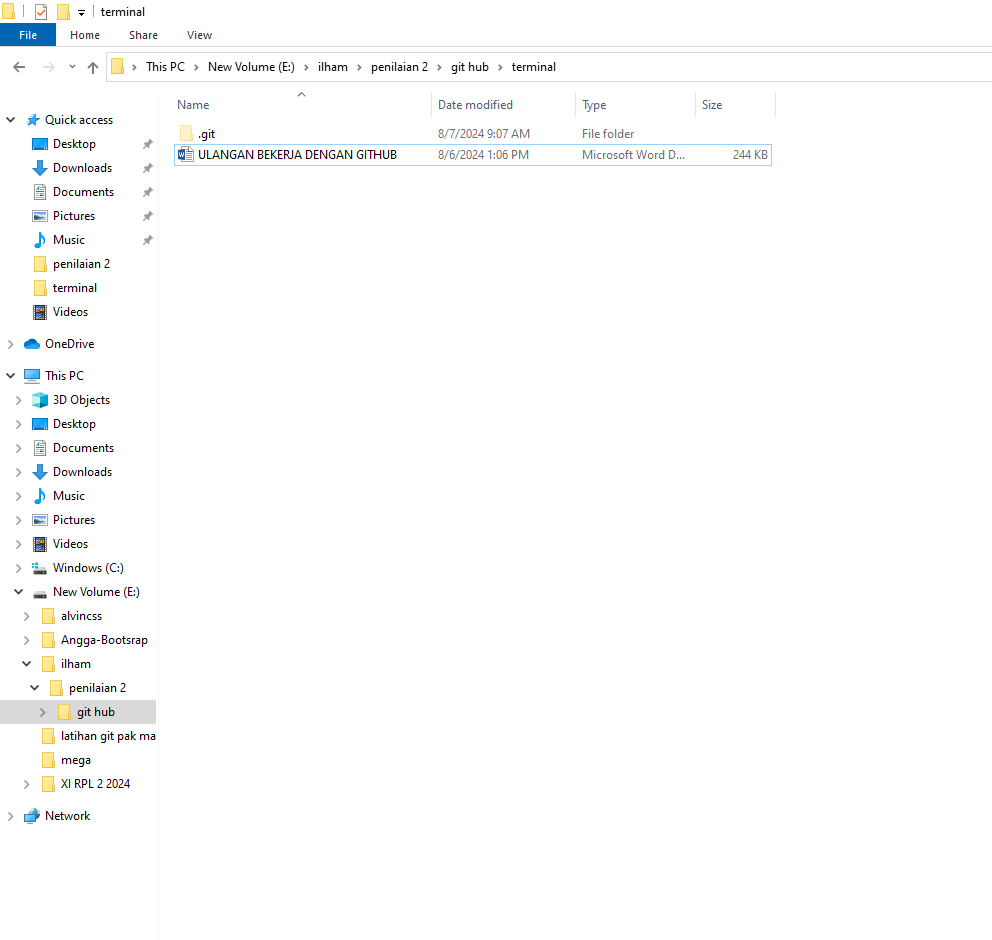 terminal
File Home Share View
This PC New Volume (E:) ilham penilaian 2 git hub terminal
Name Date modified Type Size
.git 8/7/2024 9:07 AM File folder
ULANGAN BEKERJA DENGAN GITHUB 8/6/2024 1:06 PM Microsoft Word D... 244 KB
Quick access
Desktop
Downloads
Documents
Pictures
Music
penilaian 2
terminal
Videos
OneDrive
This PC
3D Objects
Desktop
Documents
Downloads
Music
Pictures
Videos
Windows (C:)
New Volume (E:)
alvincss
Angga-Bootsrap
ilham
penilaian 2
git hub
latihan git pak ma
mega
XI RPL 2 2024
Network